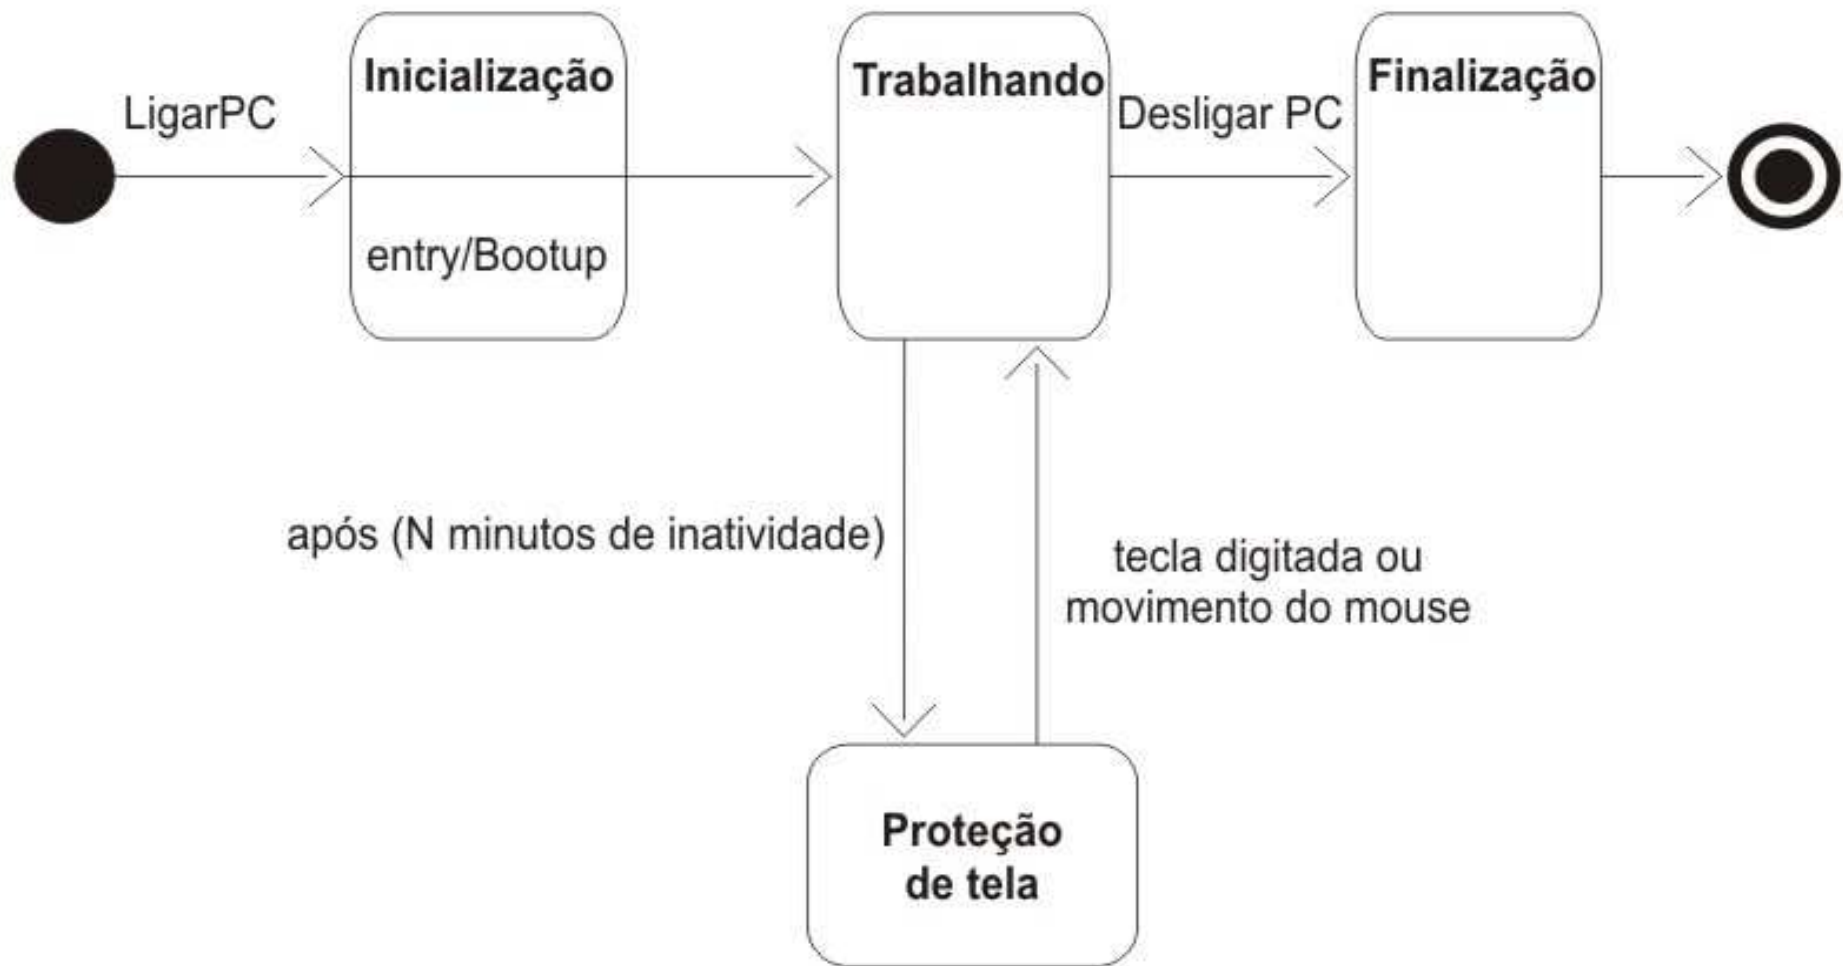 LigarPC
Inicialização
entry/Bootup
Trabalhando
Desligar PC
Finalização
após (N minutos de inatividade)
tecla digitada ou
movimento do mouse
Proteção
de tela